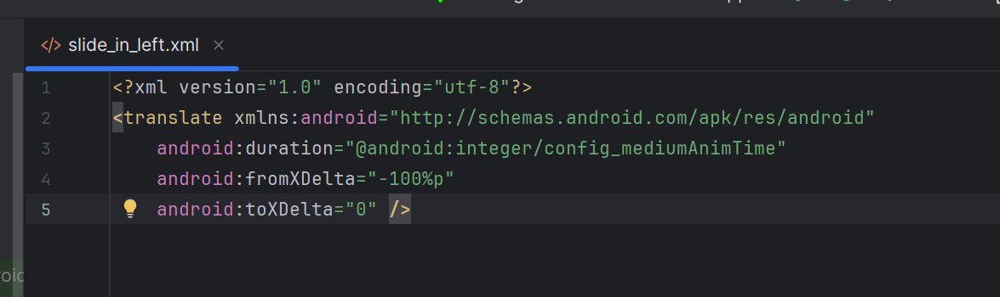 slide_in_left.xml
1 <?xml version="1.0" encoding="utf-8"?>
2 <translate xmlns:android="http://schemas.android.com/apk/res/android"
3 android:duration="@android:integer/config_mediumAnimTime"
4 android:fromXDelta="-100%p"
5 android:toXDelta="0" />